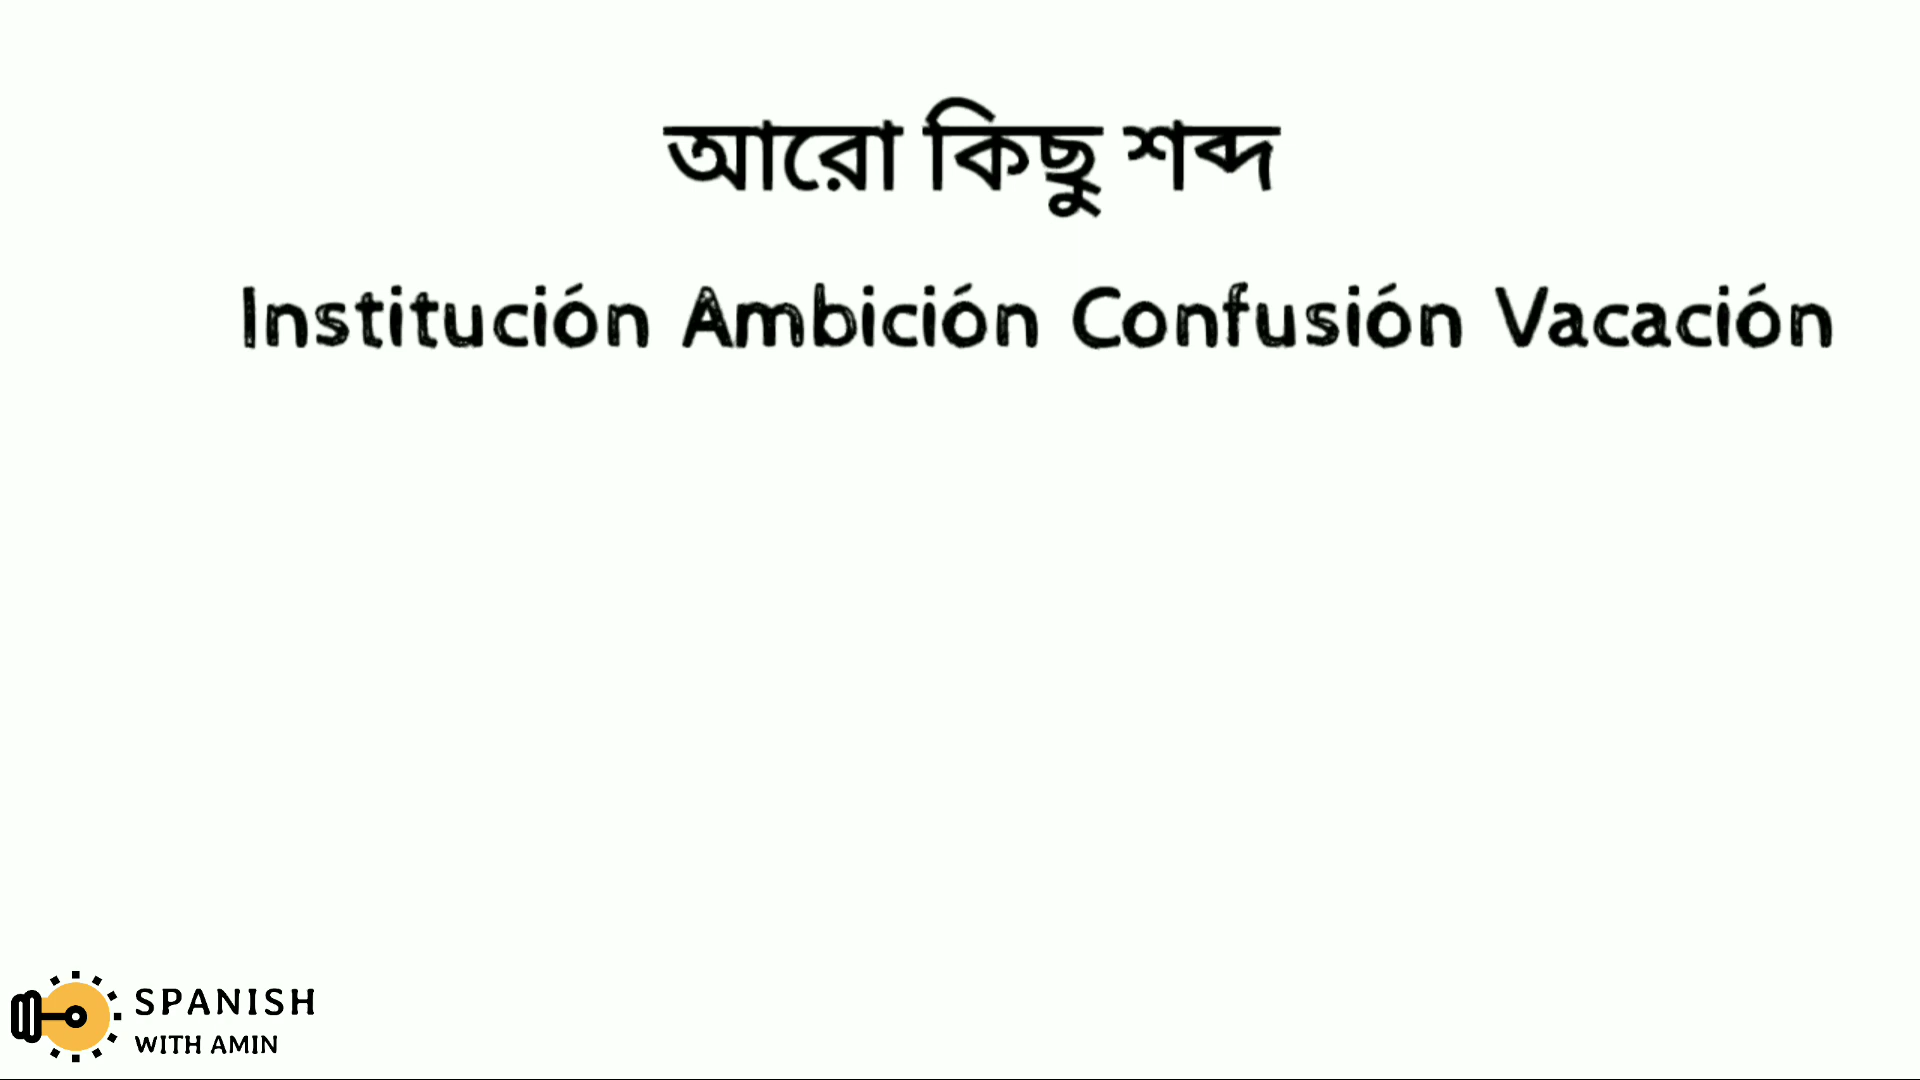 আরো কিছু শব্দ
Institución Ambición Confusión Vacación
SPANISH
WITH AMIN